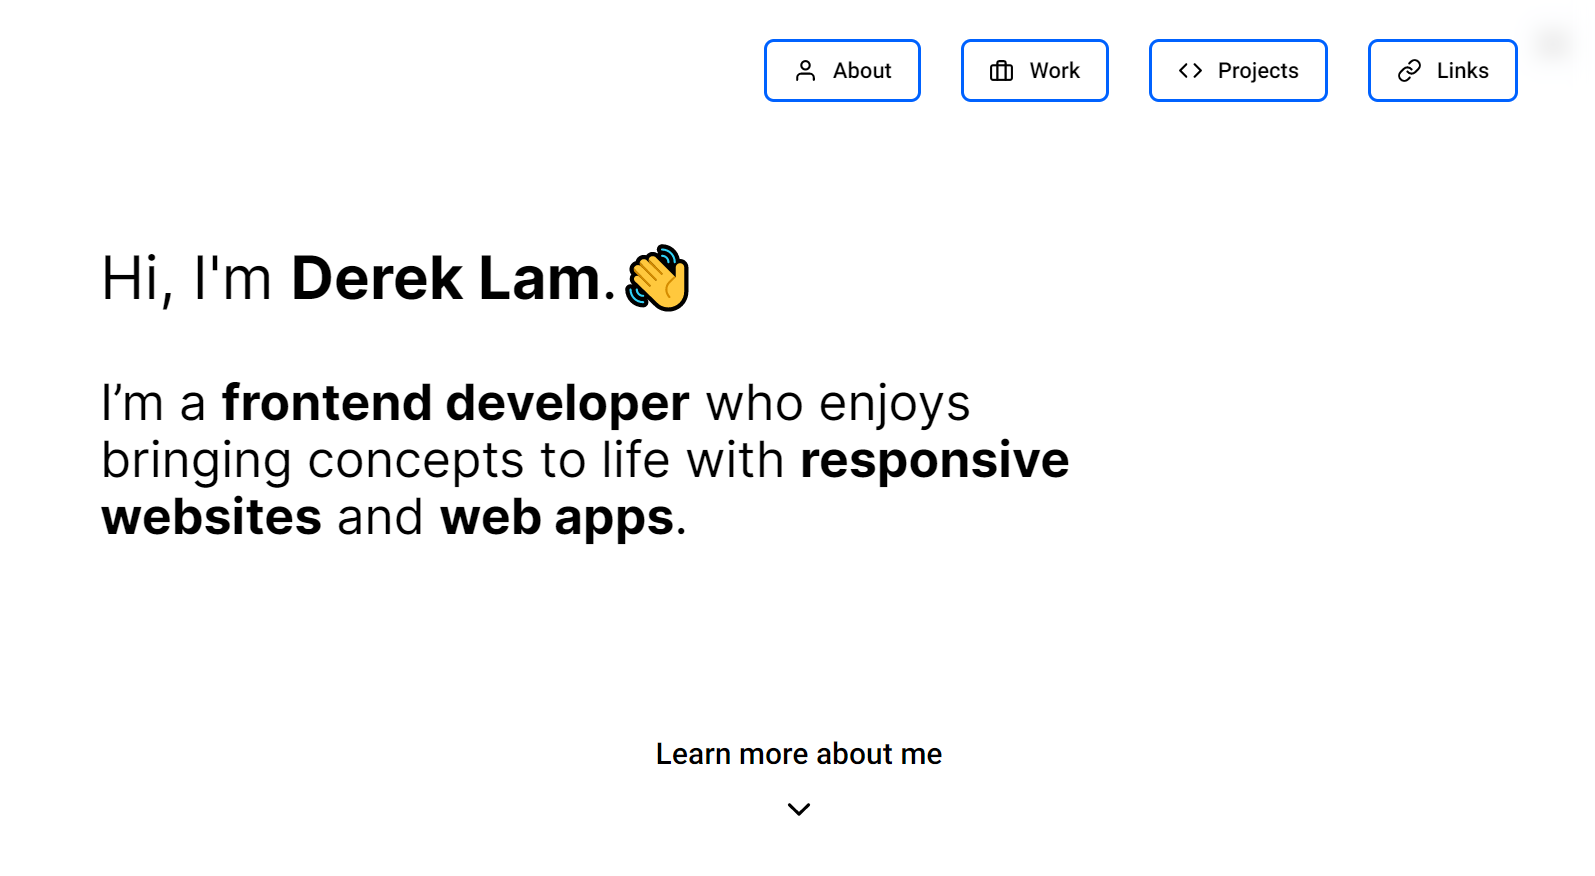 About Work Projects Links
Hi, I'm Derek Lam.
I’m a frontend developer who enjoys
bringing concepts to life with responsive
websites and web apps.
Learn more about me